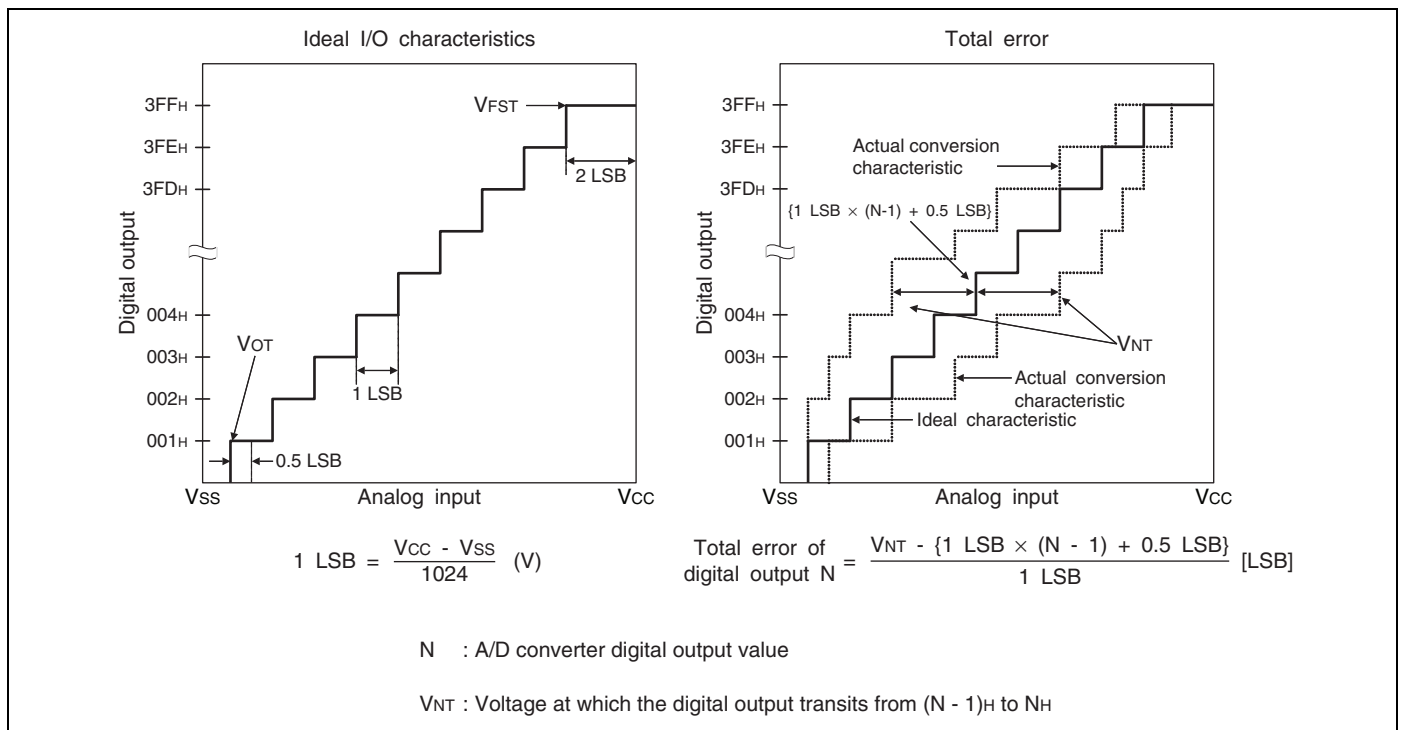 Ideal I/O characteristics
3FFH
3FEH
3FDH
004H
003H
002H
001H
Digital output
VFST
2 LSB
VOT
1 LSB
0.5 LSB
VSS
Analog input
VCC
1 LSB = VCC - VSS / 1024 (V)
Total error
3FFH
3FEH
3FDH
004H
003H
002H
001H
Digital output
Actual conversion
characteristic
{1 LSB × (N-1) + 0.5 LSB}
VNT
Actual conversion
characteristic
Ideal characteristic
VSS
Analog input
VCC
Total error of
digital output N = VNT - {1 LSB × (N - 1) + 0.5 LSB} / 1 LSB [LSB]
N : A/D converter digital output value
VNT : Voltage at which the digital output transits from (N - 1)H to NH